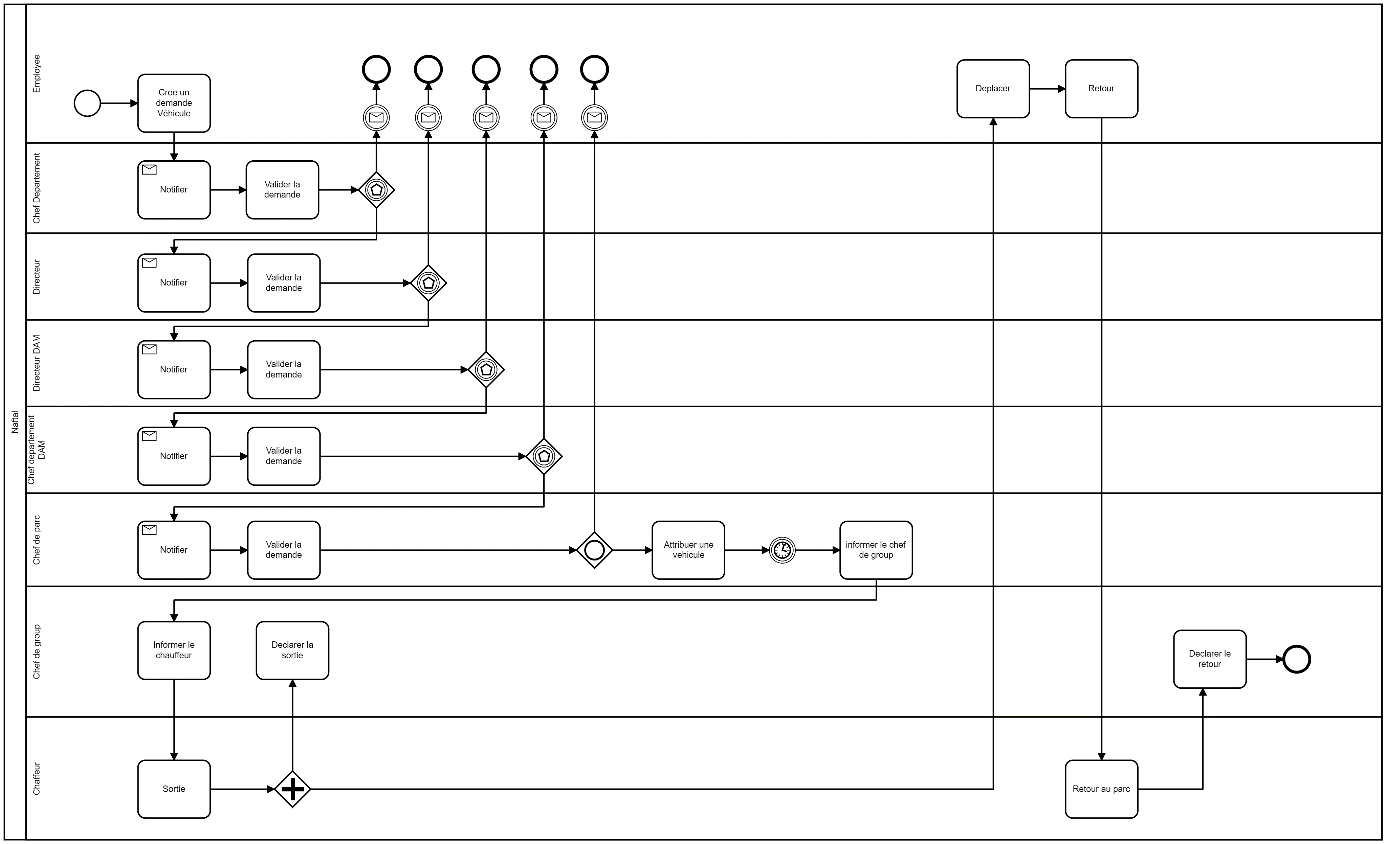 Naftal
Employee
Cree un
demande
Véhicule
Deplacer
Retour
Chef Departement
Notifier
Valider la
demande
Directeur
Notifier
Valider la
demande
Directeur DAM
Notifier
Valider la
demande
Chef departement
DAM
Notifier
Valider la
demande
Chef de parc
Notifier
Valider la
demande
Attribuer une
vehicule
informer le chef
de group
Chef de group
Informer le
chauffeur
Declarer la
sortie
Declarer le
retour
Chaffeur
Sortie
Retour au parc